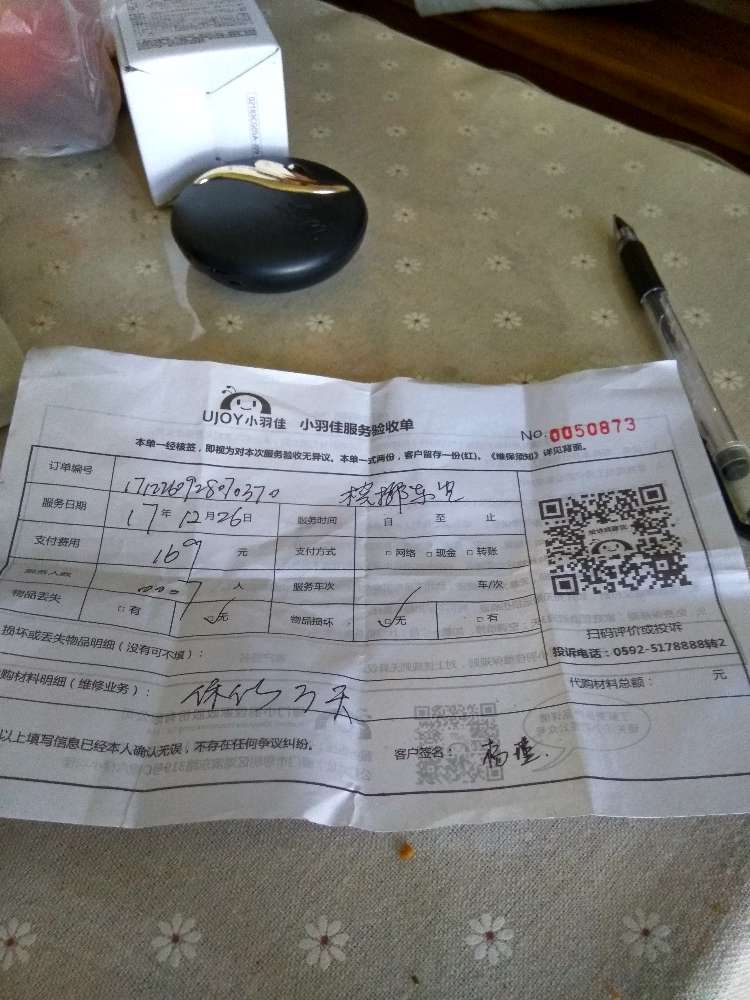 UJOY小羽佳 小羽佳服务验收单
No.0050873
本单一经核签，即视为对本次服务验收无异议。本单一式两份，客户留存一份(红)。《维保须知》详见背面。
订单编号 1712260928070370
服务日期 17年12月26日 服务时间 自 至 止
支付费用 169元 支付方式 □网络 □现金 □转账
服务人数 人 服务车次 车/次
物品丢失 □有 □无 物品损坏 □无 □有
扫码评价或投诉
损坏或丢失物品明细（没有可不填）：
投诉电话：0592-5178888转2
购材料明细（维修业务）： 代购材料总额： 元
以上填写信息已经本人确认无误，不存在任何争议纠纷。 客户签名：